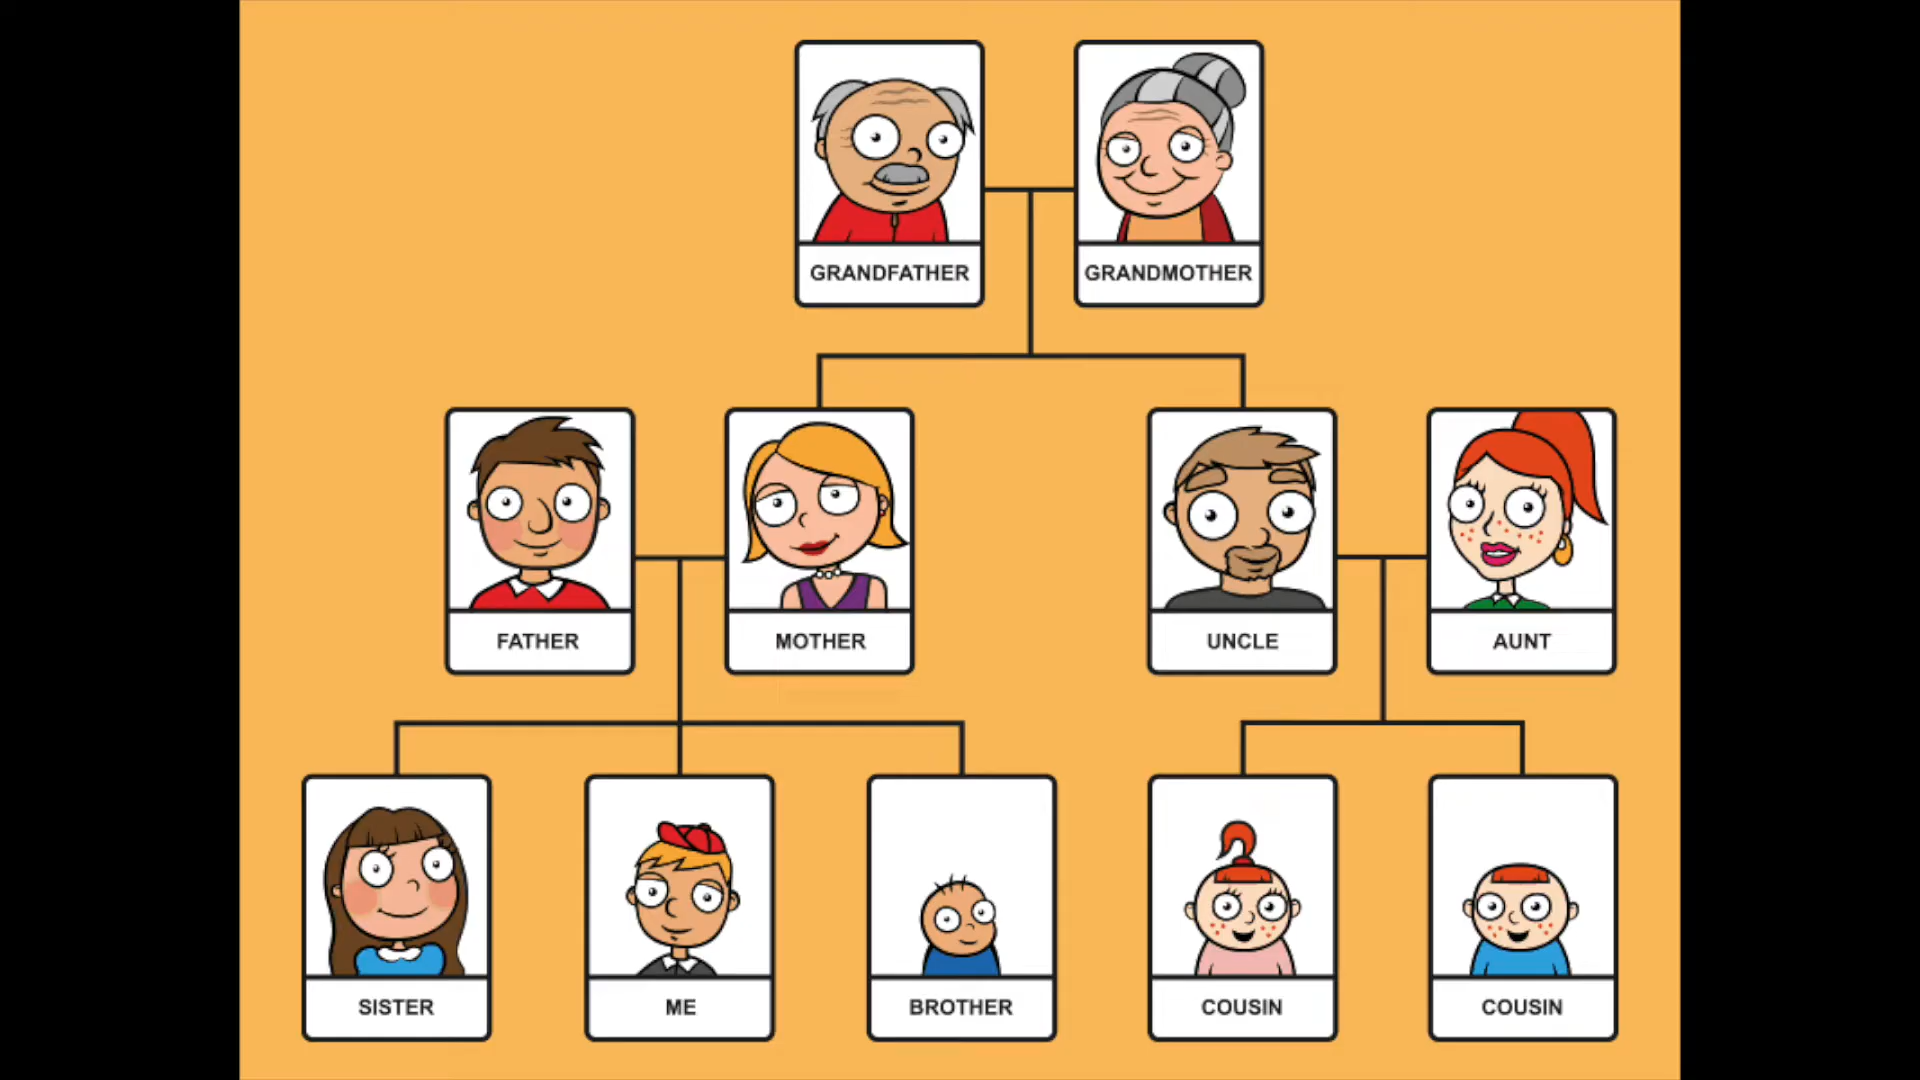 GRANDFATHER
GRANDMOTHER
FATHER
MOTHER
UNCLE
AUNT
SISTER
ME
BROTHER
COUSIN
COUSIN